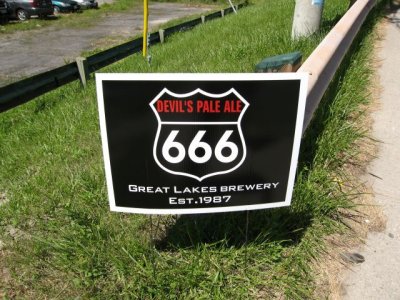 DEVIL'S PALE ALE
666
GREAT LAKES BREWERY
EST.1987